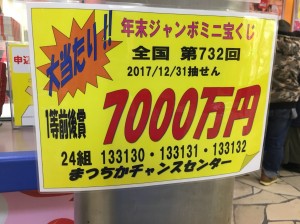 大当たり!!
年末ジャンボミニ宝くじ
全国 第732回
2017/12/31抽せん
1等前後賞
7000万円
24組 133130・133131・133132
まつちかチャンスセンター
申込